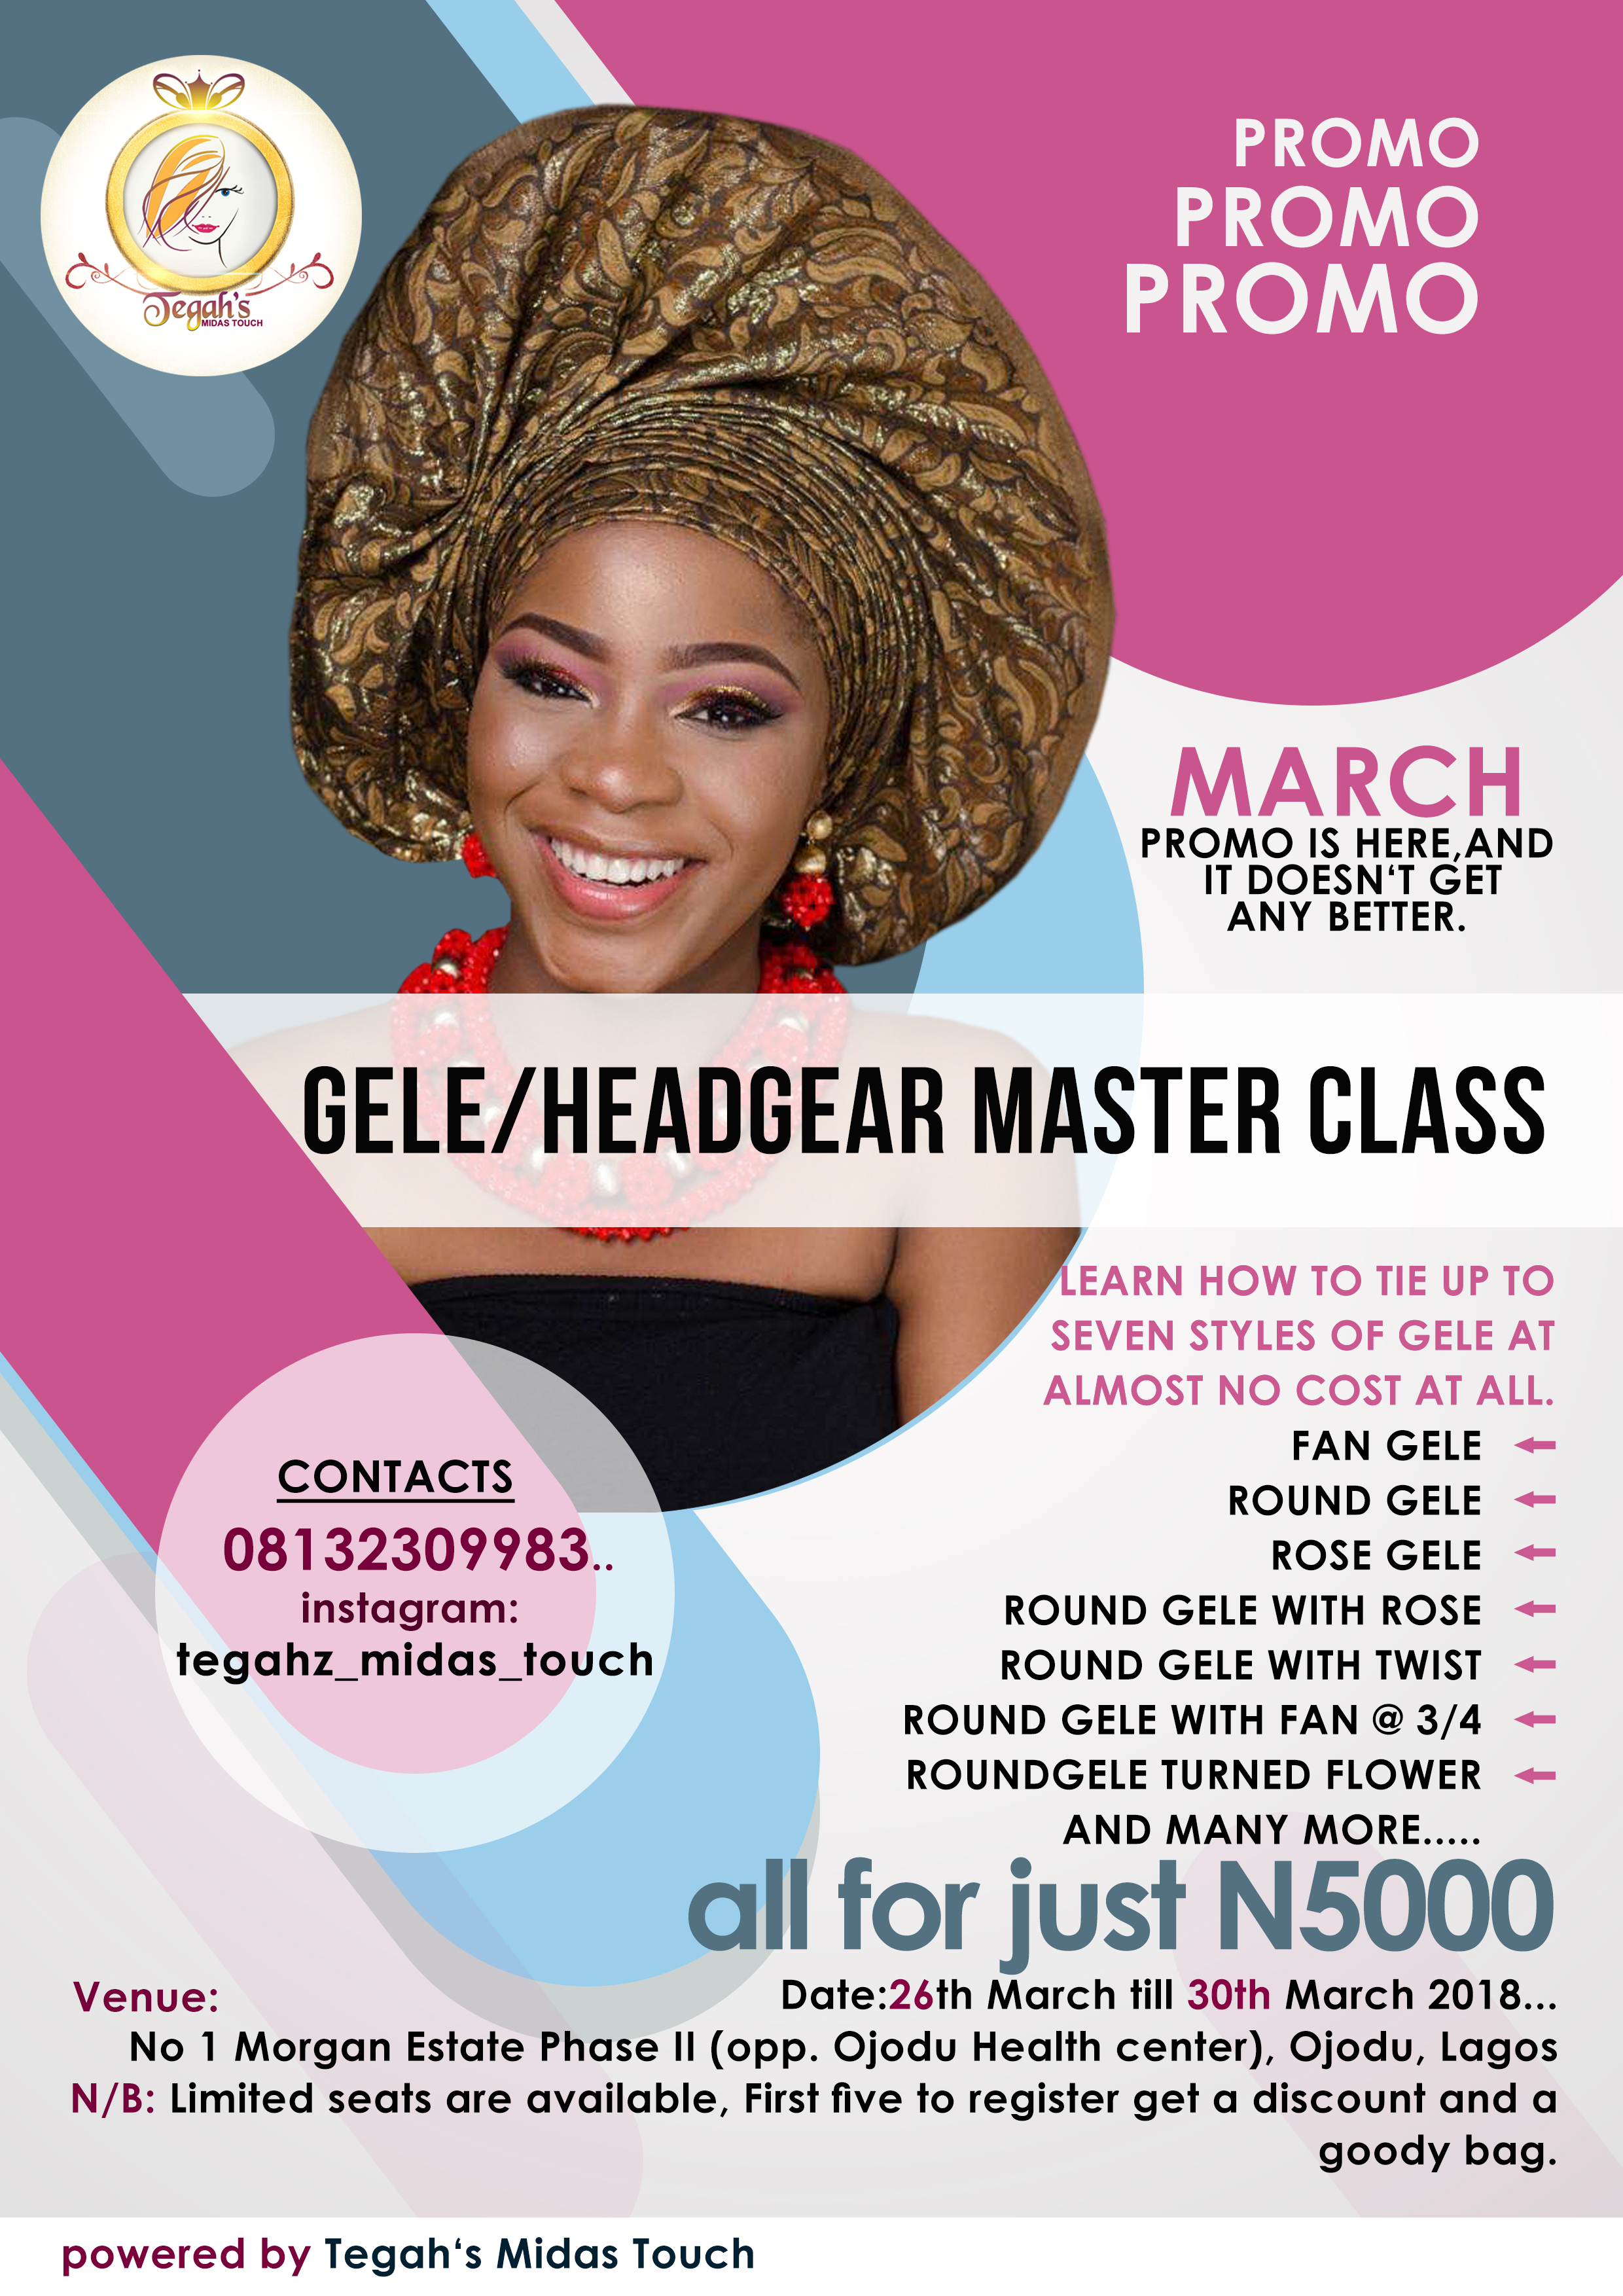 Tegah's
MIDAS TOUCH
PROMO
PROMO
PROMO
MARCH
PROMO IS HERE,AND
IT DOESN‘T GET
ANY BETTER.
GELE/HEADGEAR MASTER CLASS
LEARN HOW TO TIE UP TO
SEVEN STYLES OF GELE AT
ALMOST NO COST AT ALL.
FAN GELE
ROUND GELE
ROSE GELE
ROUND GELE WITH ROSE
ROUND GELE WITH TWIST
ROUND GELE WITH FAN @ 3/4
ROUNDGELE TURNED FLOWER
AND MANY MORE.....
all for just N5000
CONTACTS
08132309983..
instagram:
tegahz_midas_touch
Date:26th March till 30th March 2018...
Venue:
No 1 Morgan Estate Phase II (opp. Ojodu Health center), Ojodu, Lagos
N/B: Limited seats are available, First five to register get a discount and a
goody bag.
powered by Tegah‘s Midas Touch